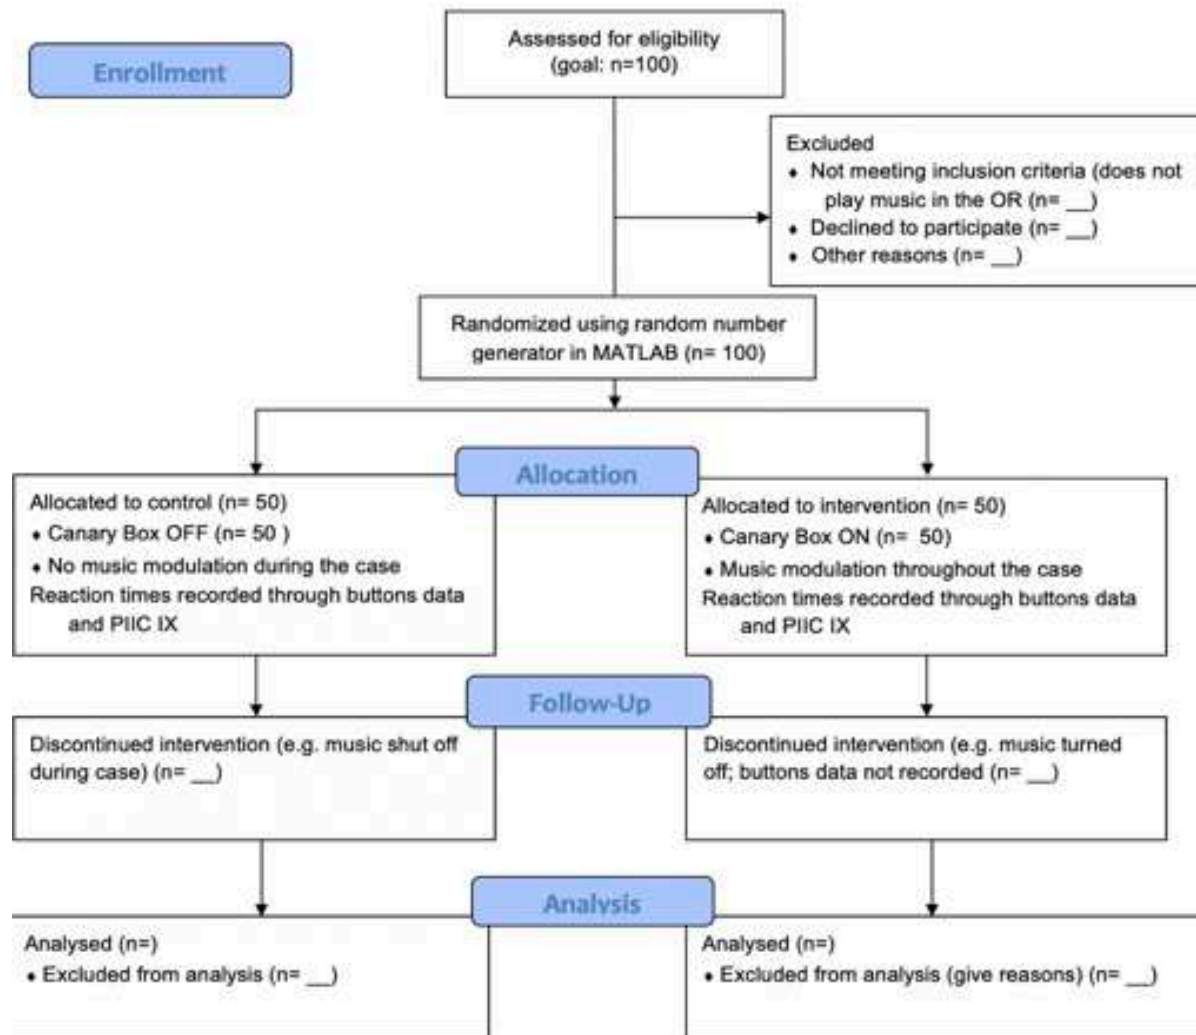 Enrollment
Assessed for eligibility
(goal: n=100)
Excluded
♦ Not meeting inclusion criteria (does not
play music in the OR (n= __)
♦ Declined to participate (n= __)
♦ Other reasons (n= __)
Randomized using random number
generator in MATLAB (n= 100)
Allocation
Allocated to control (n= 50)
♦ Canary Box OFF (n= 50 )
♦ No music modulation during the case
Reaction times recorded through buttons data
and PIIC IX
Allocated to intervention (n= 50)
♦ Canary Box ON (n=  50)
♦ Music modulation throughout the case
Reaction times recorded through buttons data
and PIIC IX
Follow-Up
Discontinued intervention (e.g. music shut off
during case) (n= __)
Discontinued intervention (e.g. music turned
off; buttons data not recorded (n= __)
Analysis
Analysed (n=)
♦ Excluded from analysis (n= __)
Analysed (n=)
♦ Excluded from analysis (give reasons) (n= __)